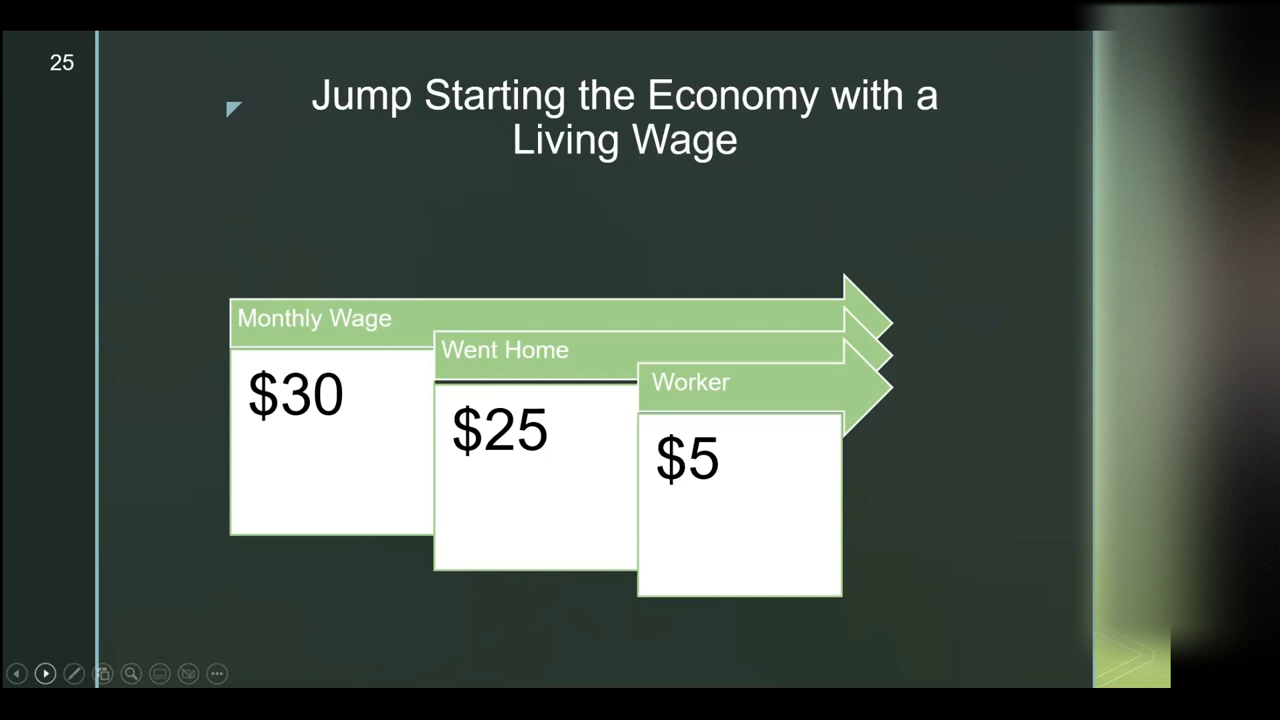 25
Jump Starting the Economy with a
Living Wage
Monthly Wage
$30
Went Home
$25
Worker
$5